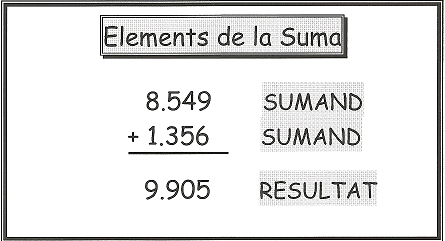 Elements de la Suma
8.549 SUMAND
+ 1.356 SUMAND
9.905 RESULTAT